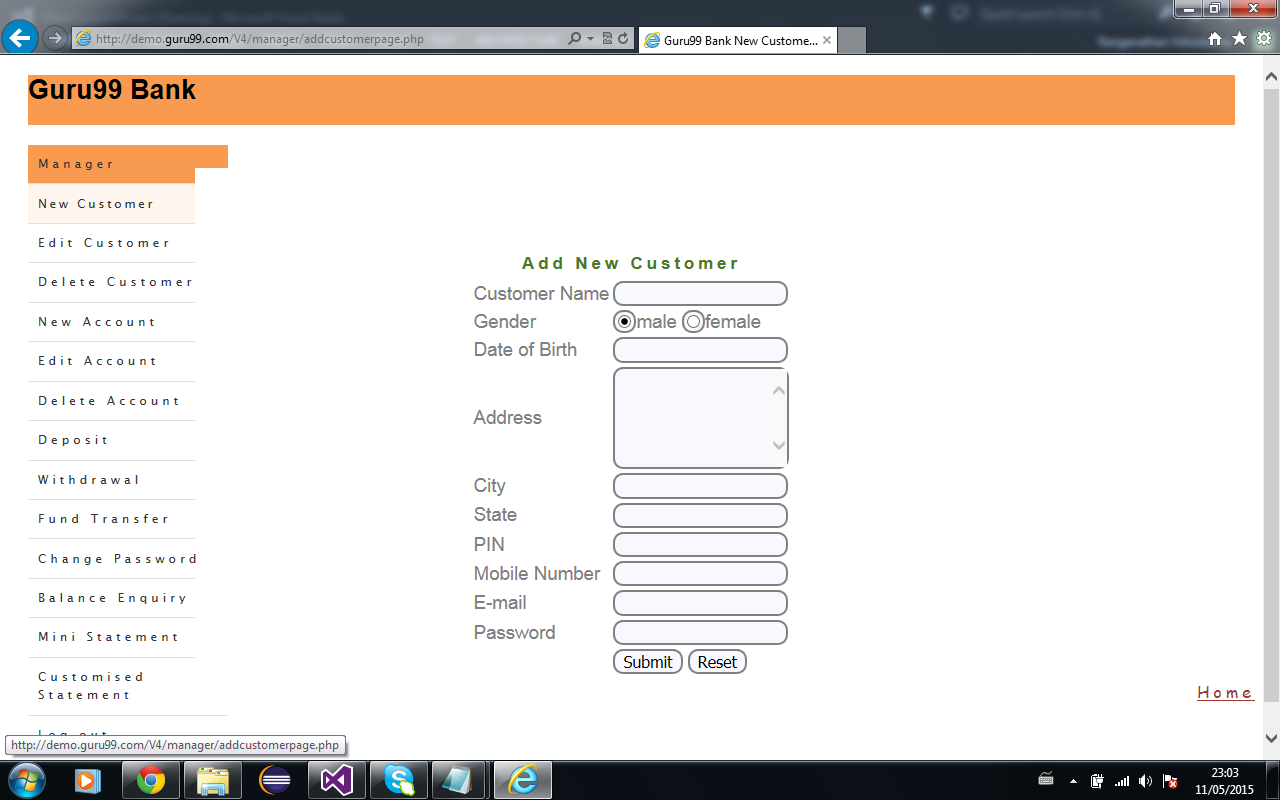 http://demo.guru99.com/V4/manager/addcustomerpage.php
Guru99 Bank New Custome...
Guru99 Bank
Manager
New Customer
Edit Customer
Delete Customer
New Account
Edit Account
Delete Account
Deposit
Withdrawal
Fund Transfer
Change Password
Balance Enquiry
Mini Statement
Customised
Statement
Log out
Add New Customer
Customer Name
Gender male female
Date of Birth
Address
City
State
PIN
Mobile Number
E-mail
Password
Submit Reset
Home
http://demo.guru99.com/V4/manager/addcustomerpage.php
23:03
11/05/2015